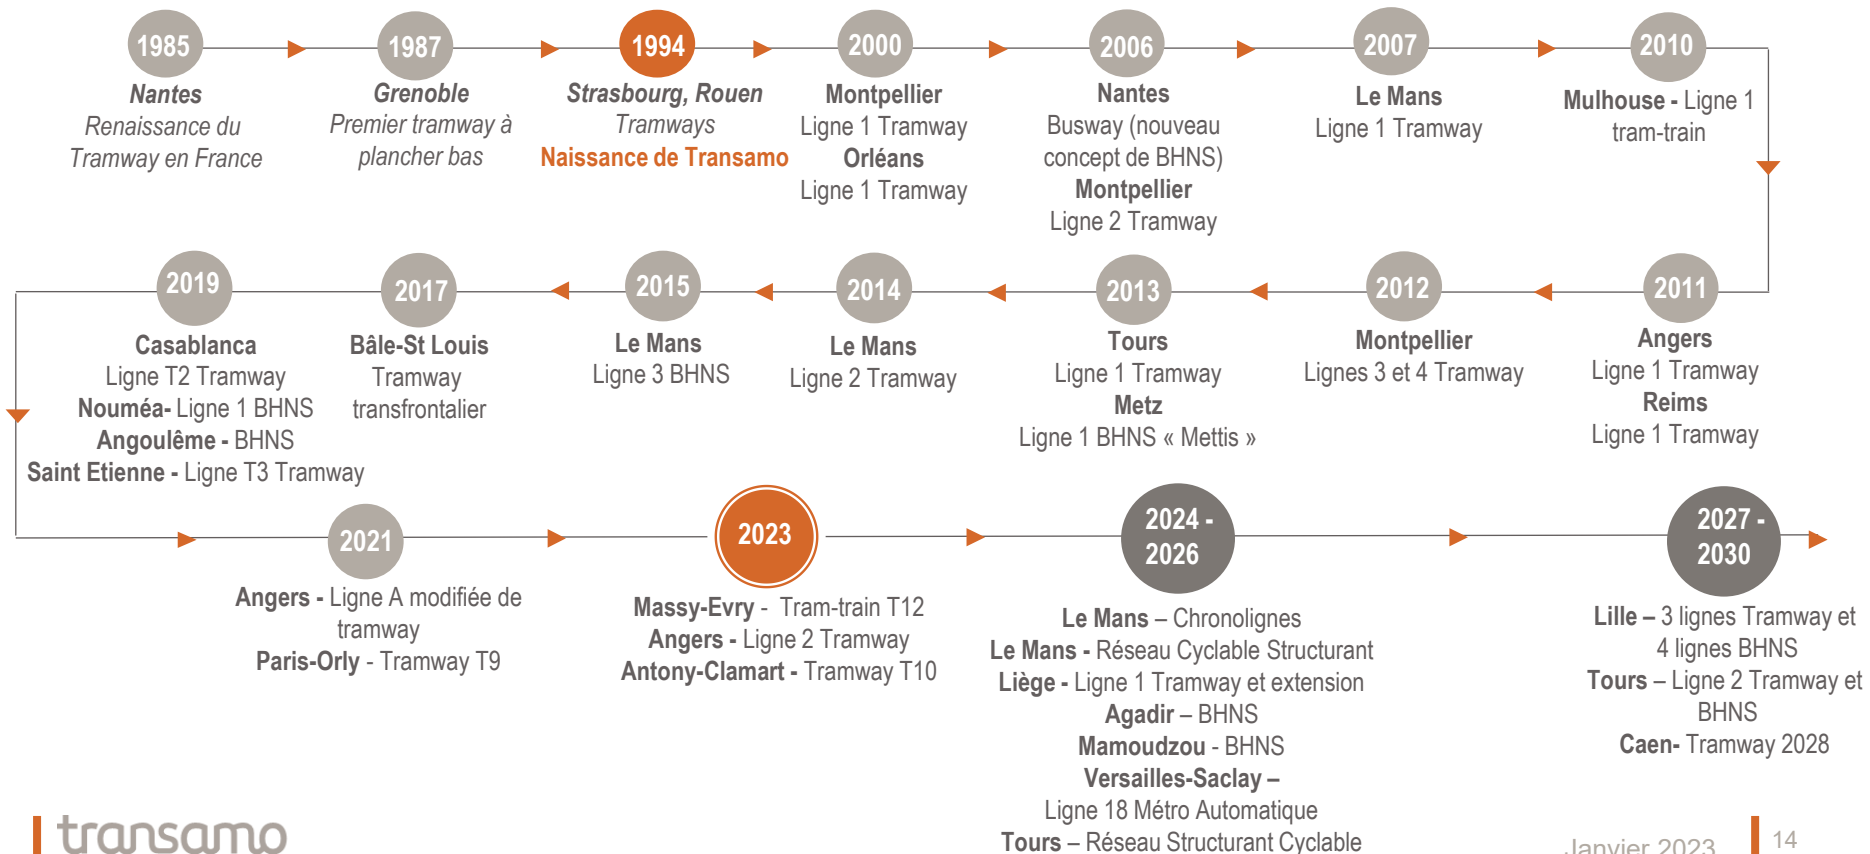 1985
Nantes
Renaissance du
Tramway en France
1987
Grenoble
Premier tramway à
plancher bas
1994
Strasbourg, Rouen
Tramways
Naissance de Transamo
2000
Montpellier
Ligne 1 Tramway
Orléans
Ligne 1 Tramway
2006
Nantes
Busway (nouveau
concept de BHNS)
Montpellier
Ligne 2 Tramway
2007
Le Mans
Ligne 1 Tramway
2010
Mulhouse - Ligne 1
tram-train
2011
Angers
Ligne 1 Tramway
Reims
Ligne 1 Tramway
2012
Montpellier
Lignes 3 et 4 Tramway
2013
Tours
Ligne 1 Tramway
Metz
Ligne 1 BHNS « Mettis »
2014
Le Mans
Ligne 2 Tramway
2015
Le Mans
Ligne 3 BHNS
2017
Bâle-St Louis
Tramway
transfrontalier
2019
Casablanca
Ligne T2 Tramway
Nouméa- Ligne 1 BHNS
Angoulême - BHNS
Saint Etienne - Ligne T3 Tramway
2021
Angers - Ligne A modifiée de
tramway
Paris-Orly - Tramway T9
2023
Massy-Evry - Tram-train T12
Angers - Ligne 2 Tramway
Antony-Clamart - Tramway T10
2024 -
2026
Le Mans – Chronolignes
Le Mans - Réseau Cyclable Structurant
Liège - Ligne 1 Tramway et extension
Agadir – BHNS
Mamoudzou - BHNS
Versailles-Saclay –
Ligne 18 Métro Automatique
Tours – Réseau Structurant Cyclable
2027 -
2030
Lille – 3 lignes Tramway et
4 lignes BHNS
Tours – Ligne 2 Tramway et
BHNS
Caen- Tramway 2028
transamo
Janvier 2023
14